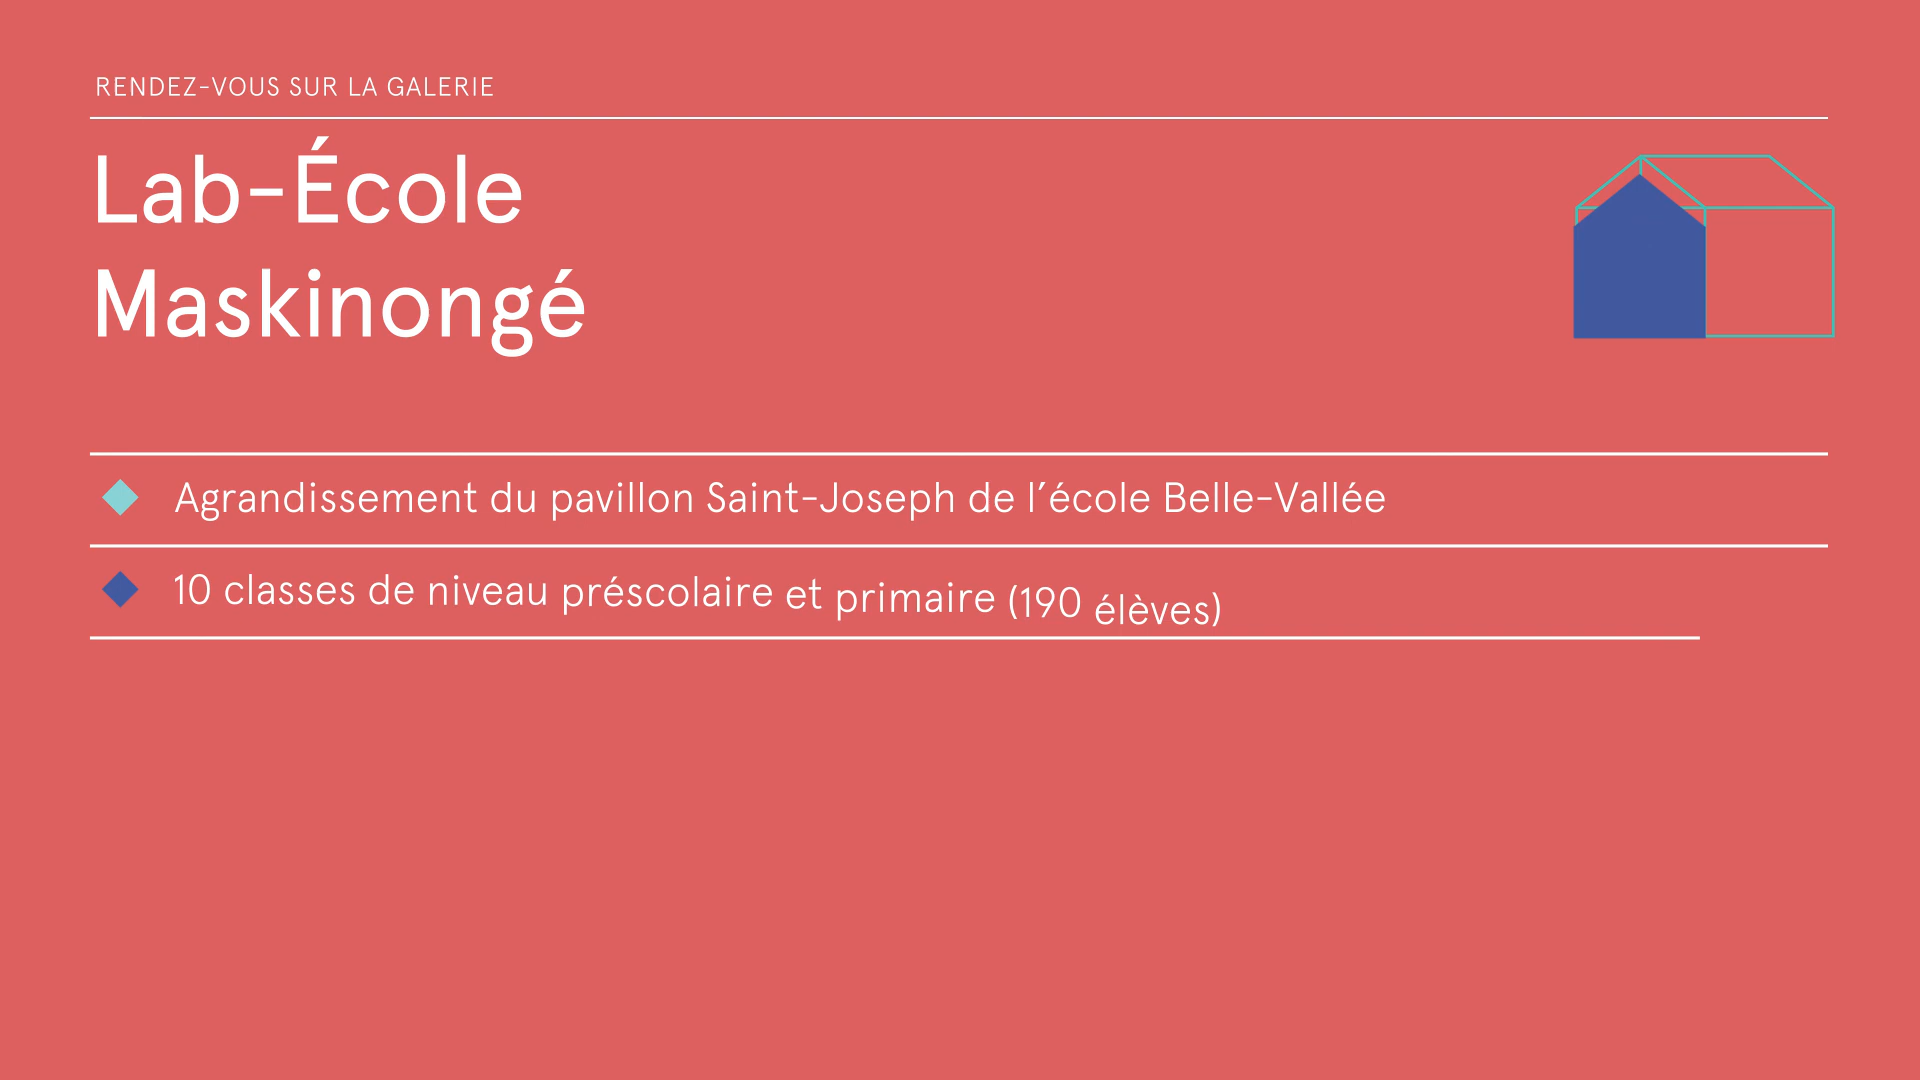 RENDEZ-VOUS SUR LA GALERIE
Lab-École
Maskinongé
Agrandissement du pavillon Saint-Joseph de l’école Belle-Vallée
10 classes de niveau préscolaire et primaire (190 élèves)